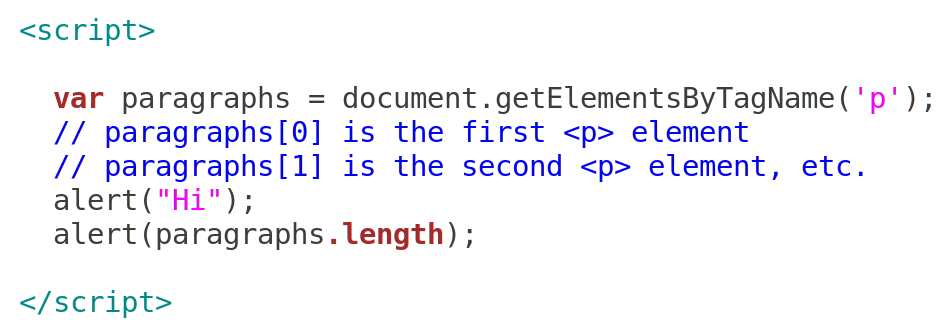 <script>
var paragraphs = document.getElementsByTagName('p');
// paragraphs[0] is the first <p> element
// paragraphs[1] is the second <p> element, etc.
alert("Hi");
alert(paragraphs.length);
</script>